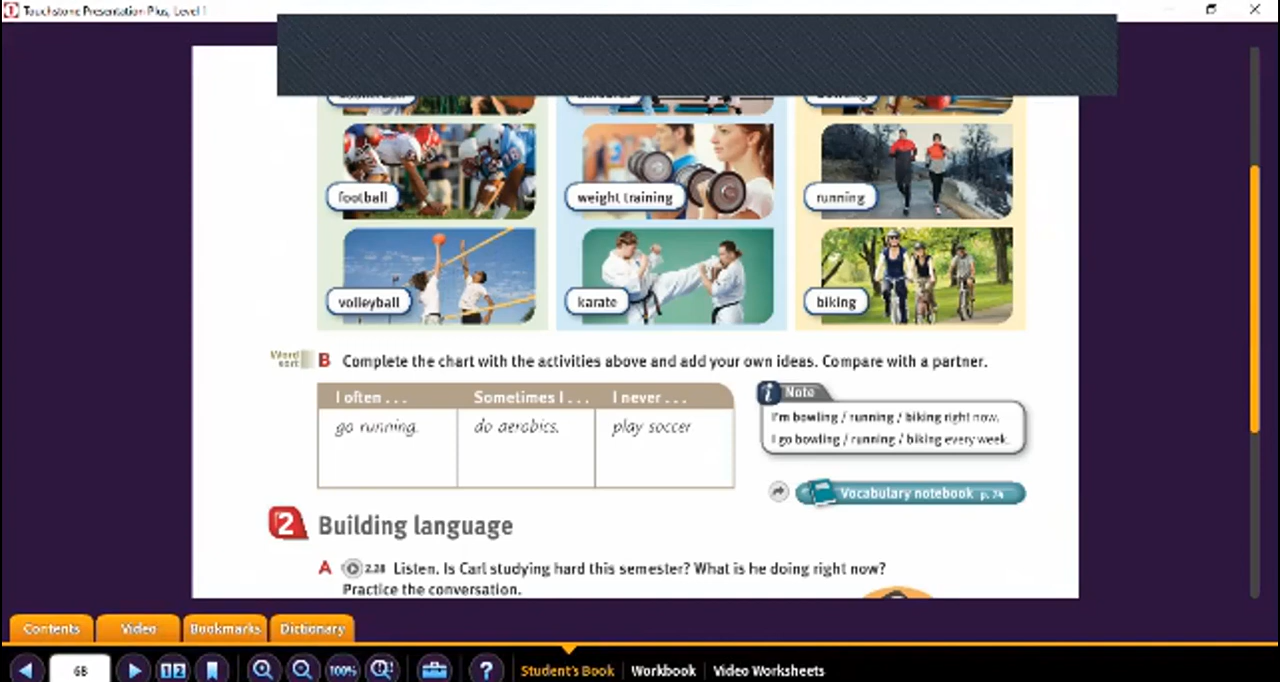 Touchstone Presentation Plus, Level 1
football
weight training
running
volleyball
karate
biking
Word sort
B Complete the chart with the activities above and add your own ideas. Compare with a partner.
I often . . . Sometimes I . . . I never . . .
go running. do aerobics. play soccer
i Note
I'm bowling / running / biking right now.
I go bowling / running / biking every week.
Vocabulary notebook p. 74
2 Building language
A 2.28 Listen. Is Carl studying hard this semester? What is he doing right now?
Practice the conversation.
Contents Video Bookmarks Dictionary
68 1 2 100% ? Student's Book Workbook Video Worksheets